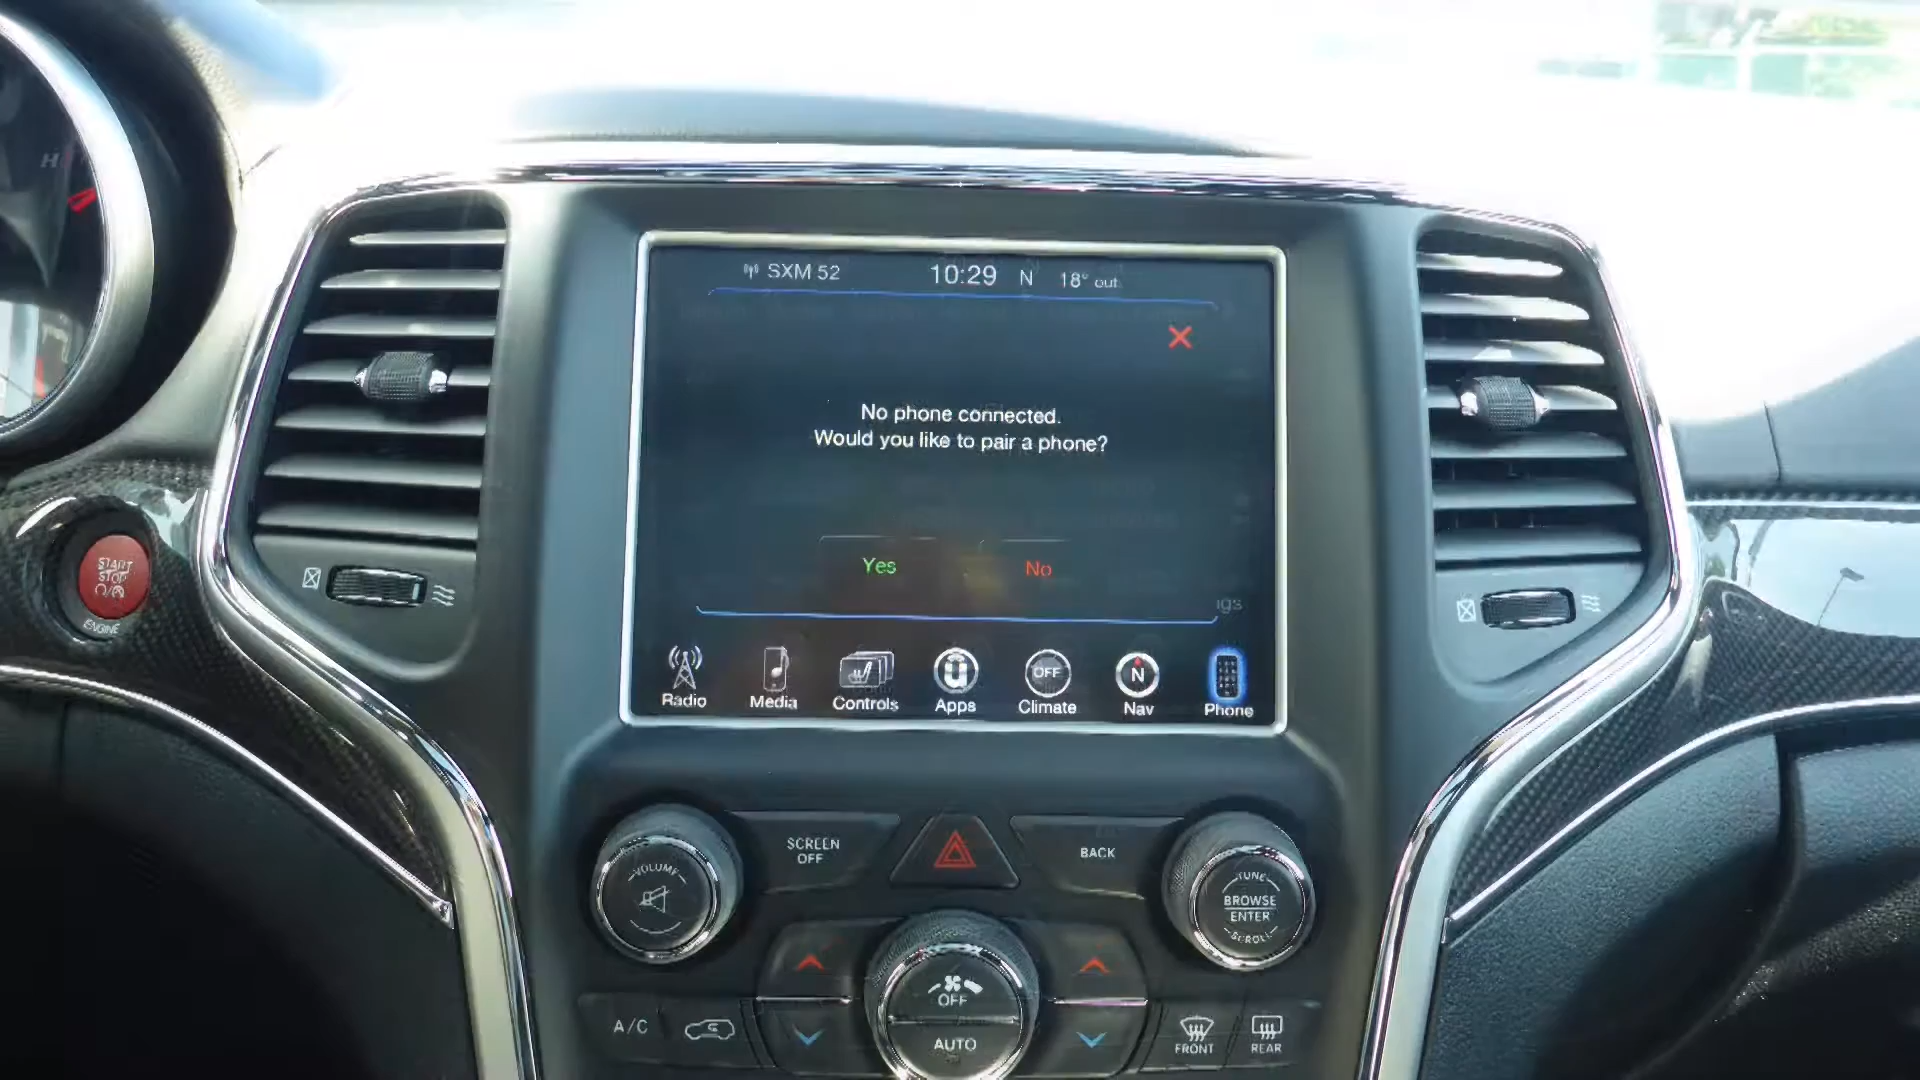 H
SXM 52
10:29 N 18° out
No phone connected.
Would you like to pair a phone?
Yes
No
igs
OFF
N
Radio
Media
Controls
Apps
Climate
Nav
Phone
START
STOP
ENGINE
VOLUME
SCREEN
OFF
BACK
TUNE
BROWSE
ENTER
SCROLL
A/C
OFF
AUTO
FRONT
REAR